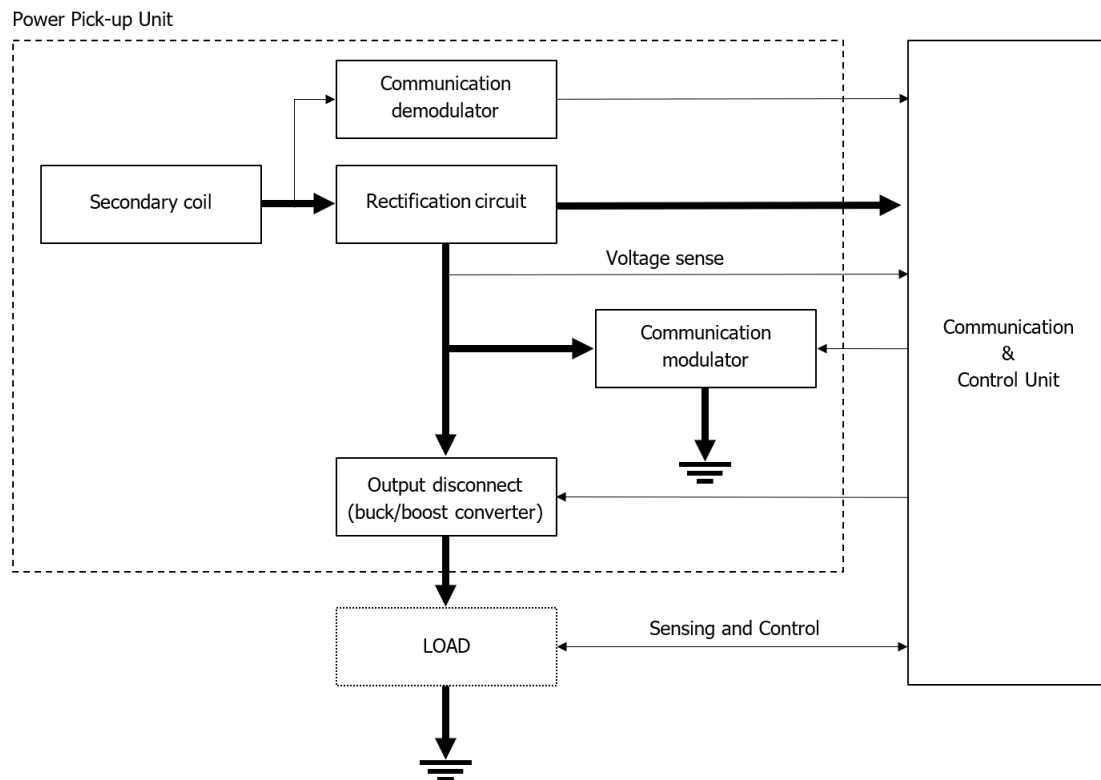 Power Pick-up Unit
Communication
demodulator
Secondary coil
Rectification circuit
Voltage sense
Communication
modulator
Communication
&
Control Unit
Output disconnect
(buck/boost converter)
LOAD
Sensing and Control